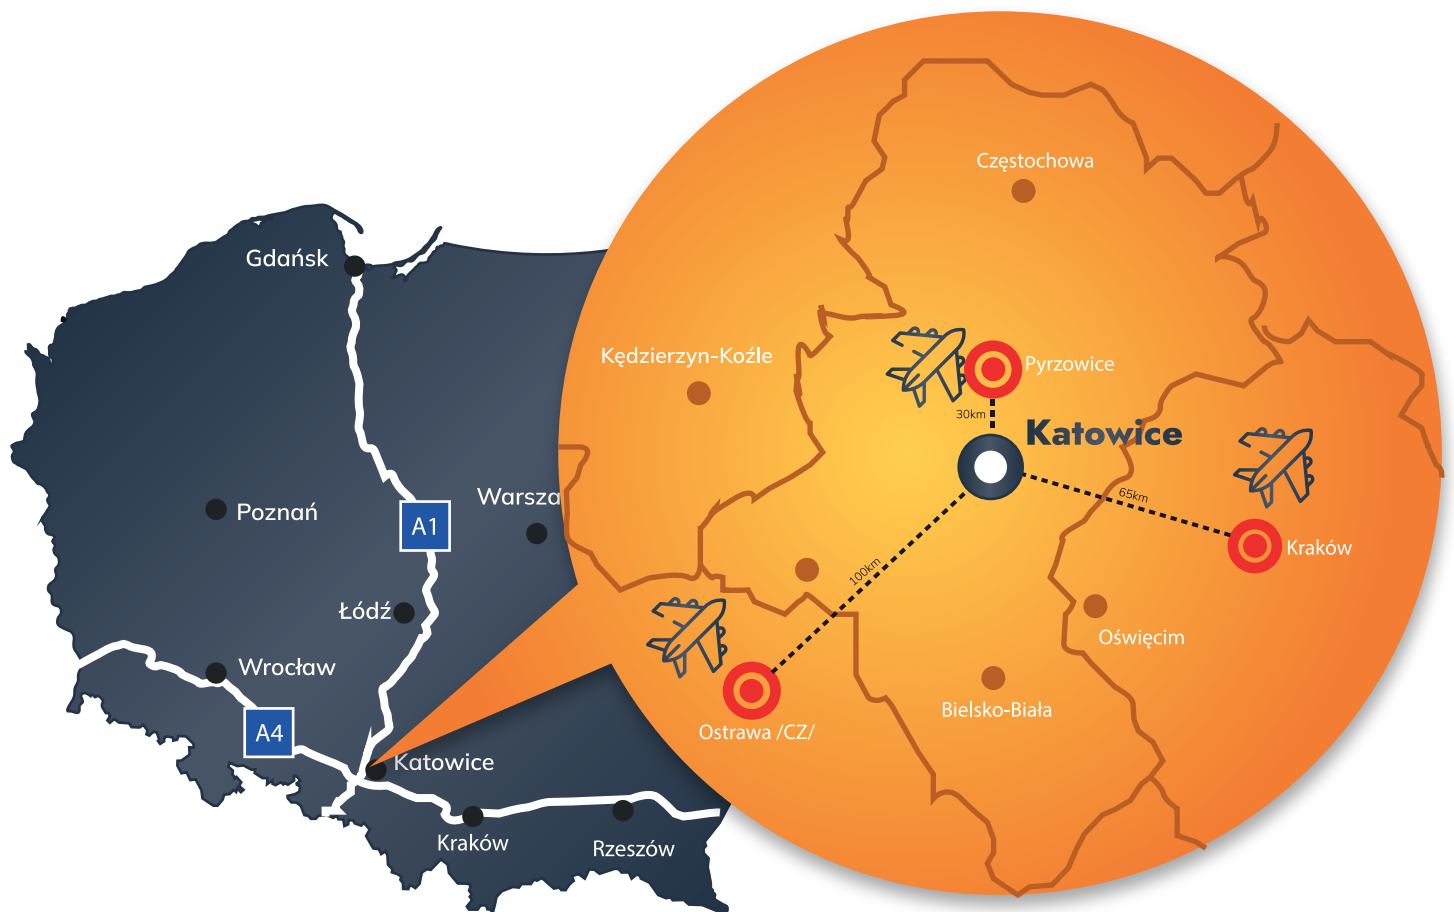 Gdańsk
Poznań
Warsza
A1
Łódź
Wrocław
A4
Katowice
Kraków
Rzeszów
Częstochowa
Kędzierzyn-Koźle
Pyrzowice
30km
Katowice
65km
Kraków
100km
Oświęcim
Bielsko-Biała
Ostrawa /CZ/